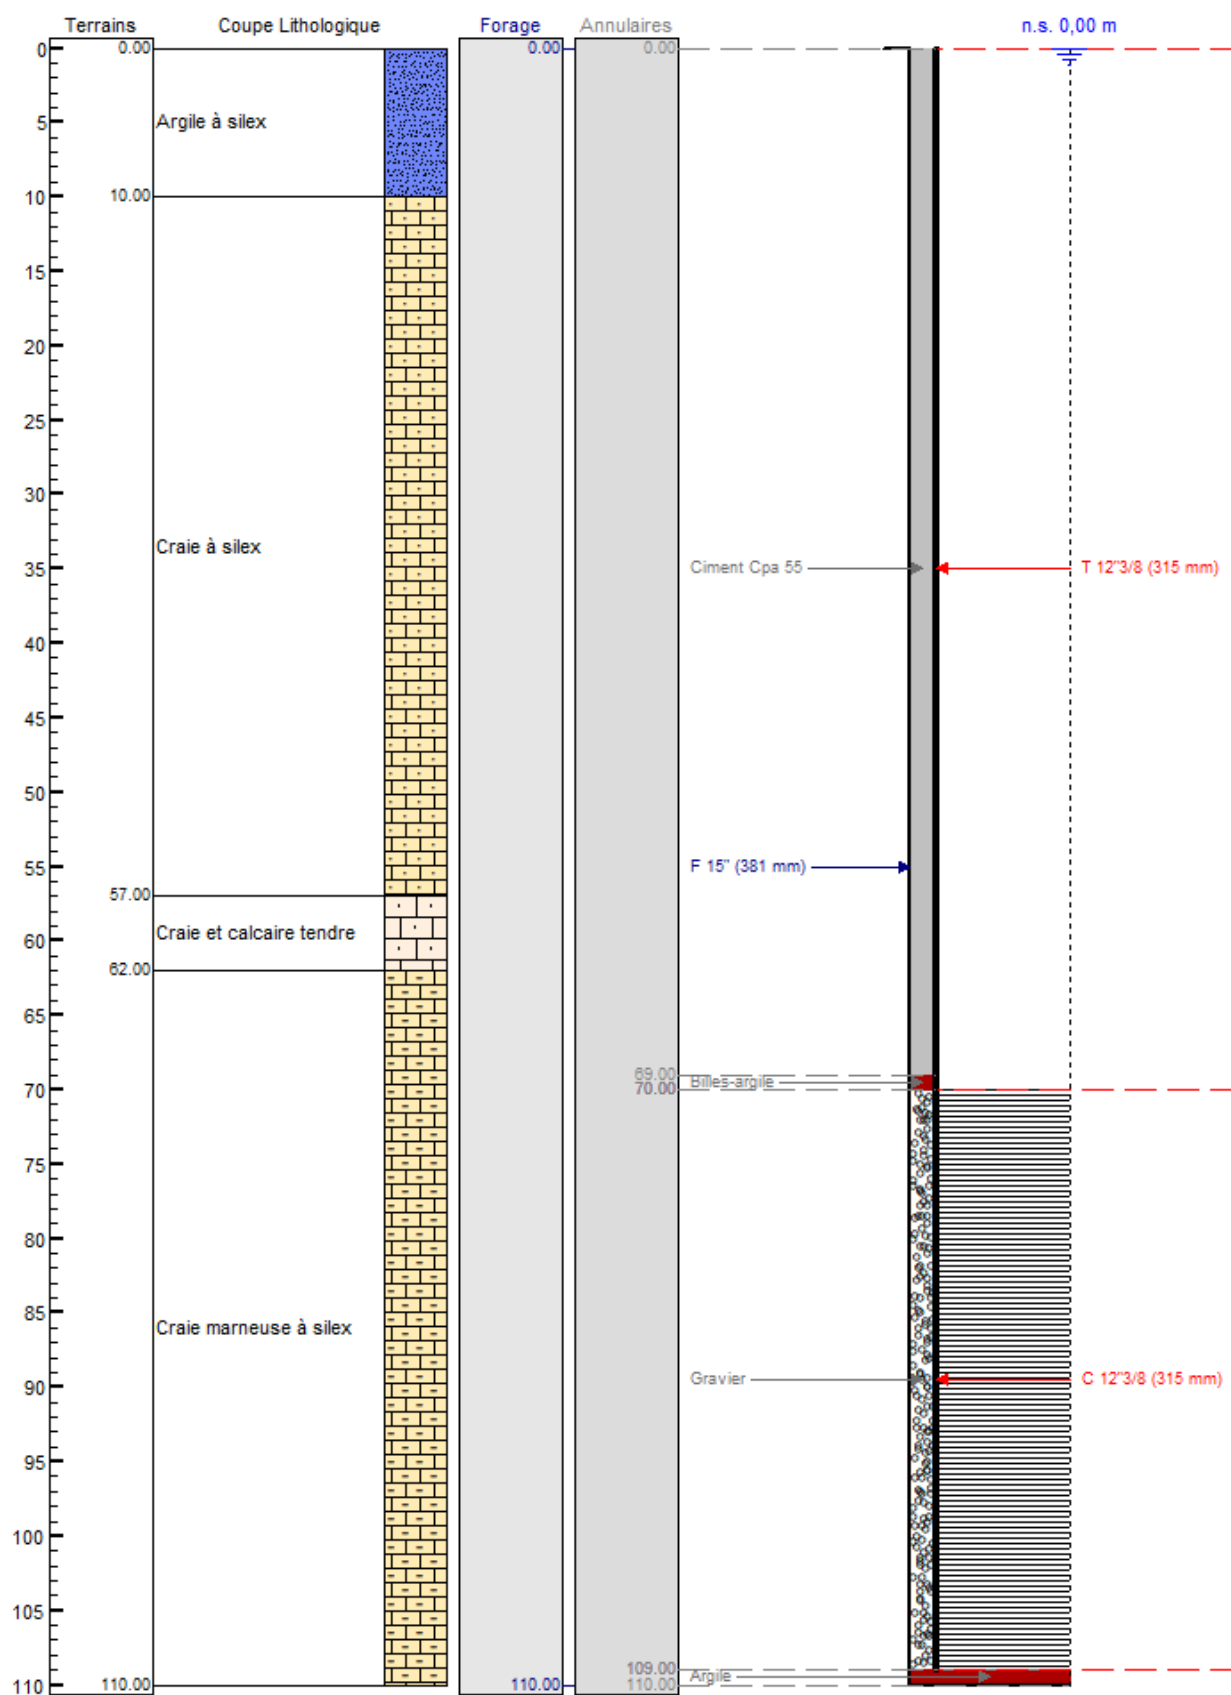 Terrains Coupe Lithologique Forage Annulaires n.s. 0,00 m
0 0.00 0.00 0.00
5 Argile à silex
10 10.00
15
20
25
30
Craie à silex
35 Ciment Cpa 55 T 12"3/8 (315 mm)
40
45
50
55 F 15" (381 mm)
57.00
60 Craie et calcaire tendre
62.00
65
69.00
Billes-argile
70 70.00
75
80
85
Craie marneuse à silex
90 Gravier C 12"3/8 (315 mm)
95
100
105
109.00
Argile
110 110.00 110.00 110.00